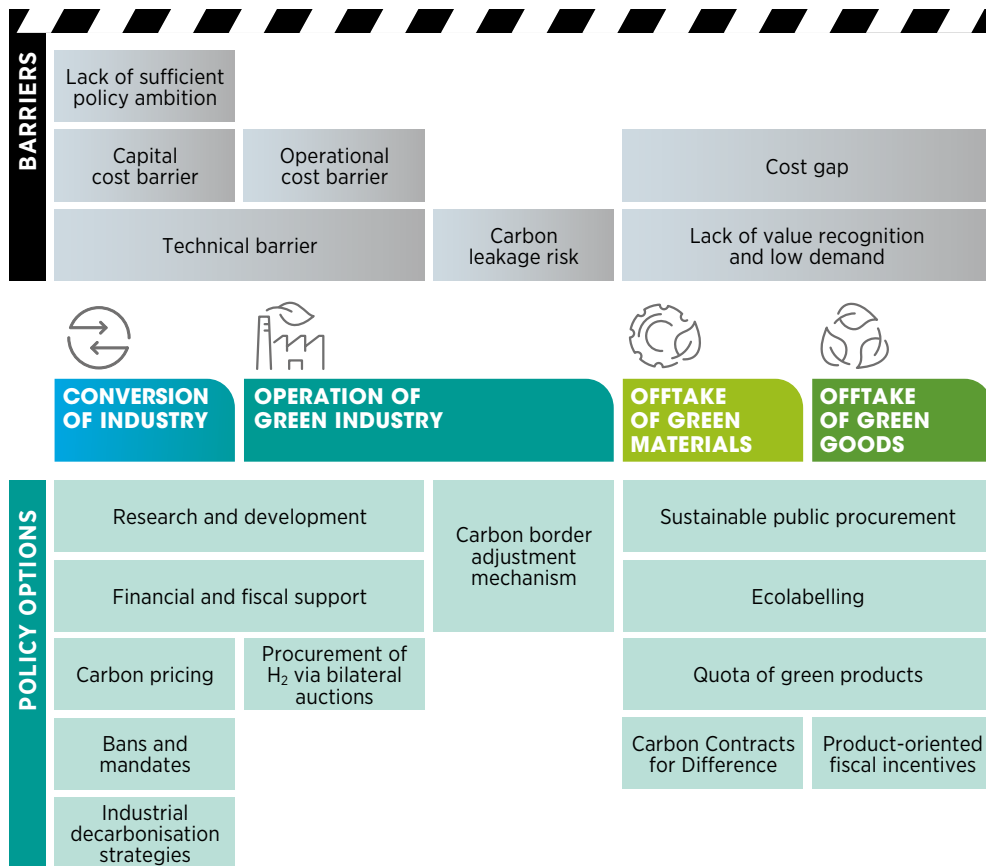 BARRIERS
Lack of sufficient
policy ambition
Capital
cost barrier
Operational
cost barrier
Cost gap
Technical barrier
Carbon
leakage risk
Lack of value recognition
and low demand
CONVERSION
OF INDUSTRY
OPERATION OF
GREEN INDUSTRY
OFFTAKE
OF GREEN
MATERIALS
OFFTAKE
OF GREEN
GOODS
POLICY OPTIONS
Research and development
Carbon border
adjustment
mechanism
Sustainable public procurement
Financial and fiscal support
Ecolabelling
Carbon pricing
Procurement of
H₂ via bilateral
auctions
Quota of green products
Bans and
mandates
Carbon Contracts
for Difference
Product-oriented
fiscal incentives
Industrial
decarbonisation
strategies